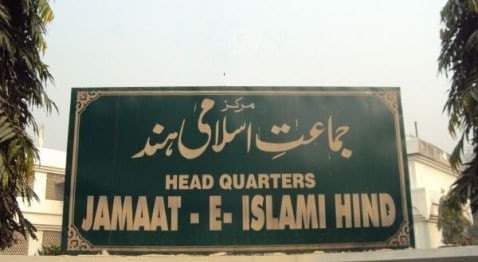 مرکز
جماعتِ اسلامی ہند
HEAD QUARTERS
JAMAAT - E - ISLAMI HIND